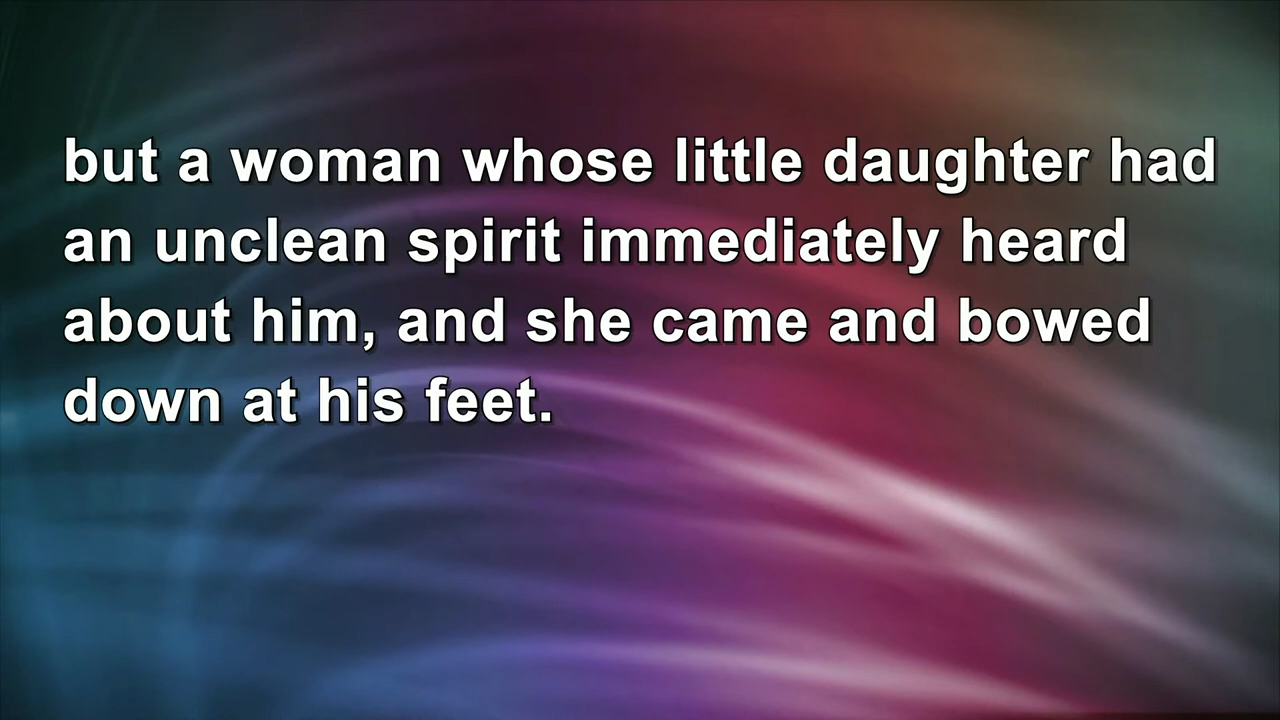 but a woman whose little daughter had
an unclean spirit immediately heard
about him, and she came and bowed
down at his feet.